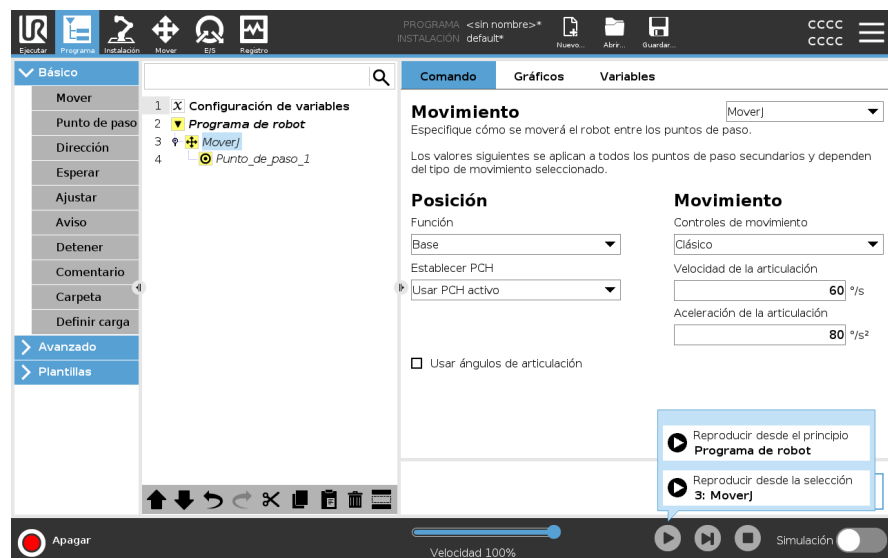 UR
Ejecutar
Programa
Instalación
Mover
E/S
Registro
PROGRAMA <sin nombre>*
INSTALACIÓN default*
Nuevo...
Abrir...
Guardar...
cccc
cccc
Básico
Mover
Punto de paso
Dirección
Esperar
Ajustar
Aviso
Detener
Comentario
Carpeta
Definir carga
Avanzado
Plantillas
1 X Configuración de variables
2 Programa de robot
3 MoverJ
4 Punto_de_paso_1
Comando Gráficos Variables
Movimiento
MoverJ
Especifique cómo se moverá el robot entre los puntos de paso.
Los valores siguientes se aplican a todos los puntos de paso secundarios y dependen
del tipo de movimiento seleccionado.
Posición
Función
Base
Establecer PCH
Usar PCH activo
Usar ángulos de articulación
Movimiento
Controles de movimiento
Clásico
Velocidad de la articulación
60 °/s
Aceleración de la articulación
80 °/s²
Reproducir desde el principio
Programa de robot
Reproducir desde la selección
3: MoverJ
Apagar
Velocidad 100%
Simulación